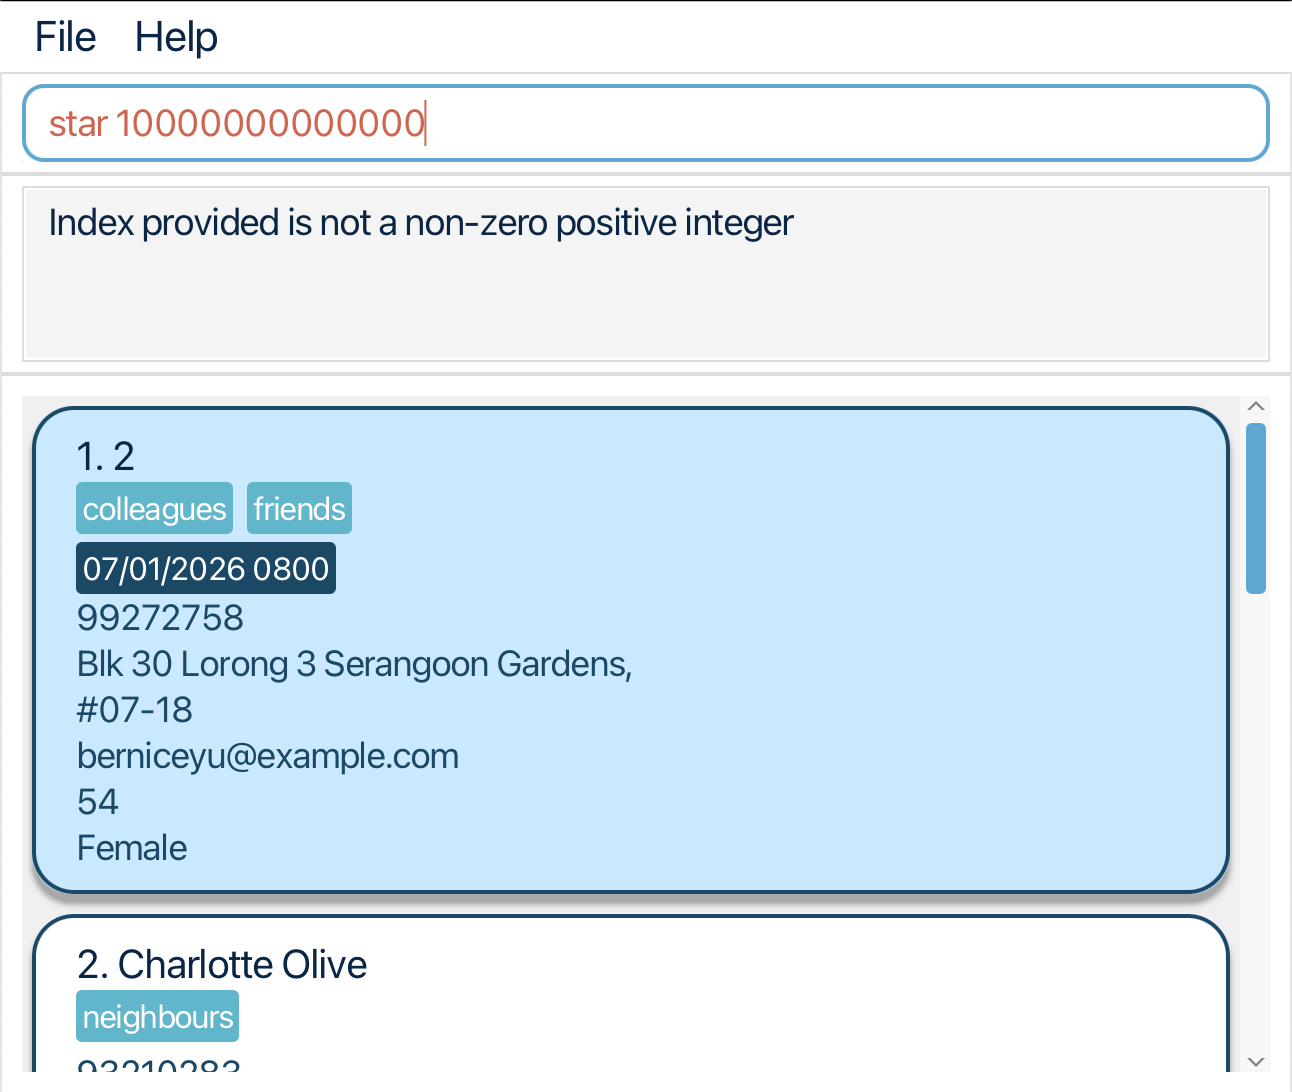 File Help
star 10000000000000
Index provided is not a non-zero positive integer
1. 2
colleagues friends
07/01/2026 0800
99272758
Blk 30 Lorong 3 Serangoon Gardens,
#07-18
berniceyu@example.com
54
Female
2. Charlotte Olive
neighbours
93210283